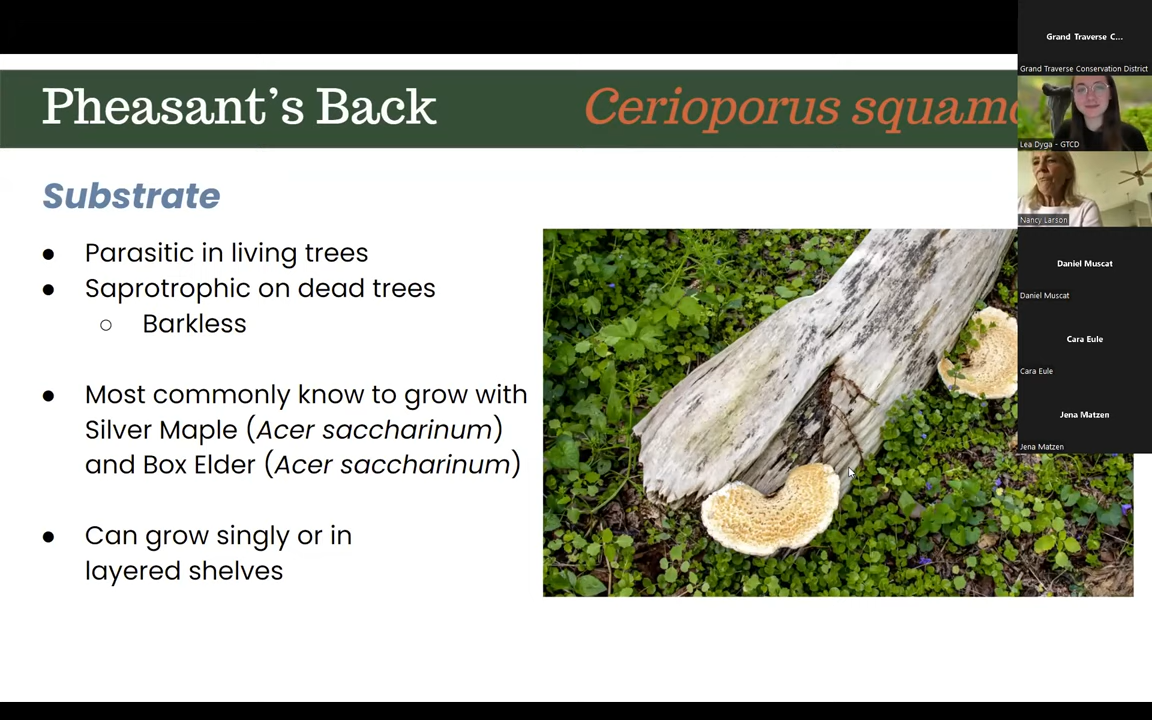 Pheasant's Back
Cerioporus squam
Substrate
● Parasitic in living trees
● Saprotrophic on dead trees
○ Barkless
● Most commonly know to grow with
Silver Maple (Acer saccharinum)
and Box Elder (Acer saccharinum)
● Can grow singly or in
layered shelves
Grand Traverse C...
Grand Traverse Conservation District
Lea Dyga - GTCD
Nancy Larson
Daniel Muscat
Daniel Muscat
Cara Eule
Cara Eule
Jena Matzen
Jena Matzen